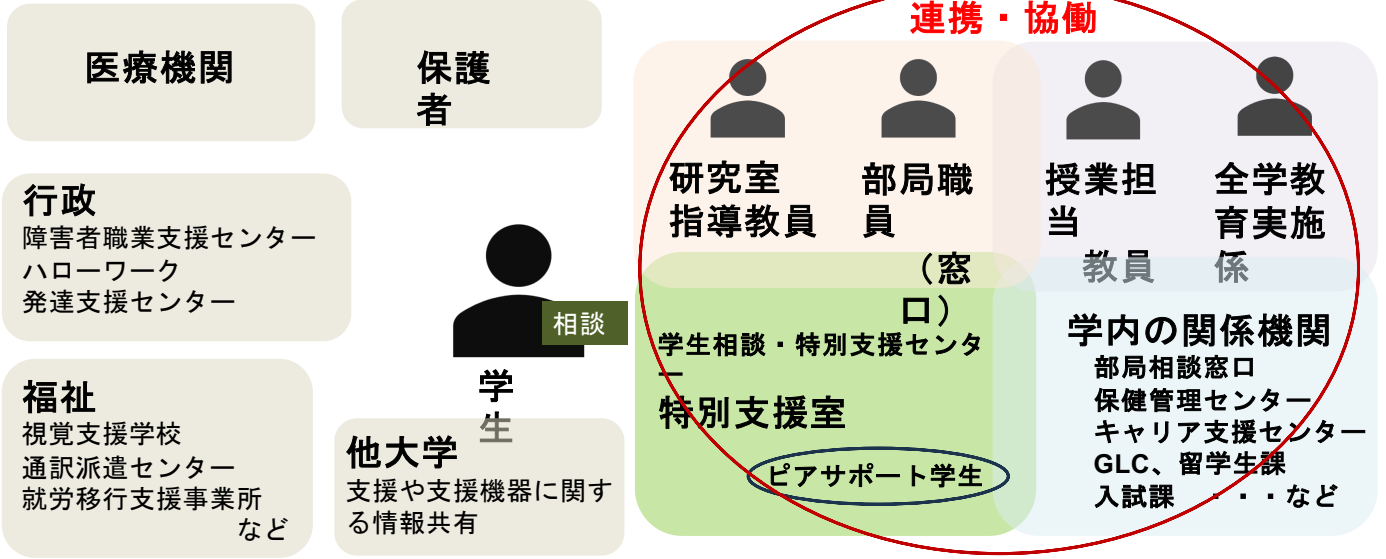 連携・協働
医療機関
保護
者
行政
障害者職業支援センター
ハローワーク
発達支援センター
福祉
視覚支援学校
通訳派遣センター
就労移行支援事業所
など
相談
学
生
他大学
支援や支援機器に関す
る情報共有
研究室
指導教員
部局職
員
（窓
口）
授業担
当
教員
全学教
育実施
係
学生相談・特別支援センタ
ー
特別支援室
ピアサポート学生
学内の関係機関
部局相談窓口
保健管理センター
キャリア支援センター
GLC、留学生課
入試課　・・・など